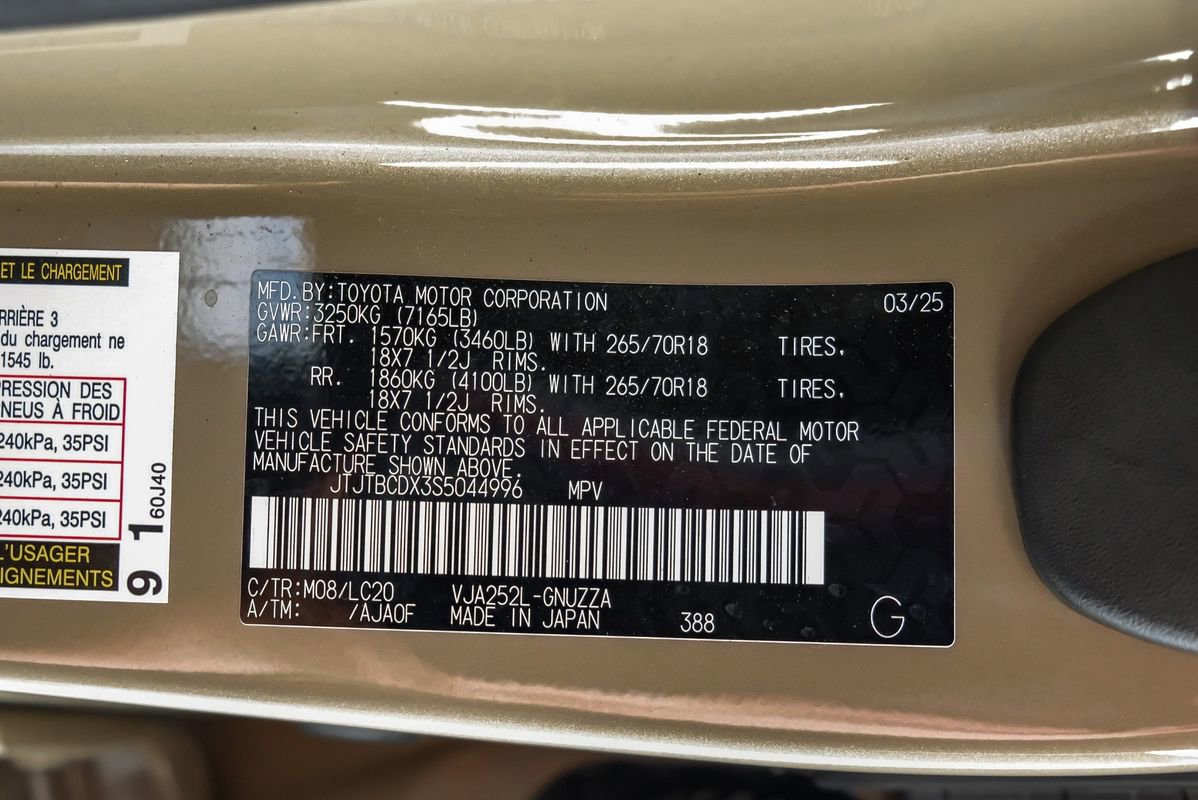 ET LE CHARGEMENT
RRIÈRE 3
du chargement ne
1545 lb.
RESSION DES
NEUS À FROID
240kPa, 35PSI
240kPa, 35PSI
240kPa, 35PSI
L'USAGER
IGNEMENTS
91 60J40
MFD. BY:TOYOTA MOTOR CORPORATION 03/25
GVWR:3250KG (7165LB)
GAWR:FRT. 1570KG (3460LB) WITH 265/70R18 TIRES,
18X7 1/2J RIMS.
RR. 1860KG (4100LB) WITH 265/70R18 TIRES,
18X7 1/2J RIMS.
THIS VEHICLE CONFORMS TO ALL APPLICABLE FEDERAL MOTOR
VEHICLE SAFETY STANDARDS IN EFFECT ON THE DATE OF
MANUFACTURE SHOWN ABOVE.
JTJTBCDX3S5044996 MPV
C/TR:M08/LC20 VJA252L-GNUZZA
A/TM: /AJA0F MADE IN JAPAN 388 G